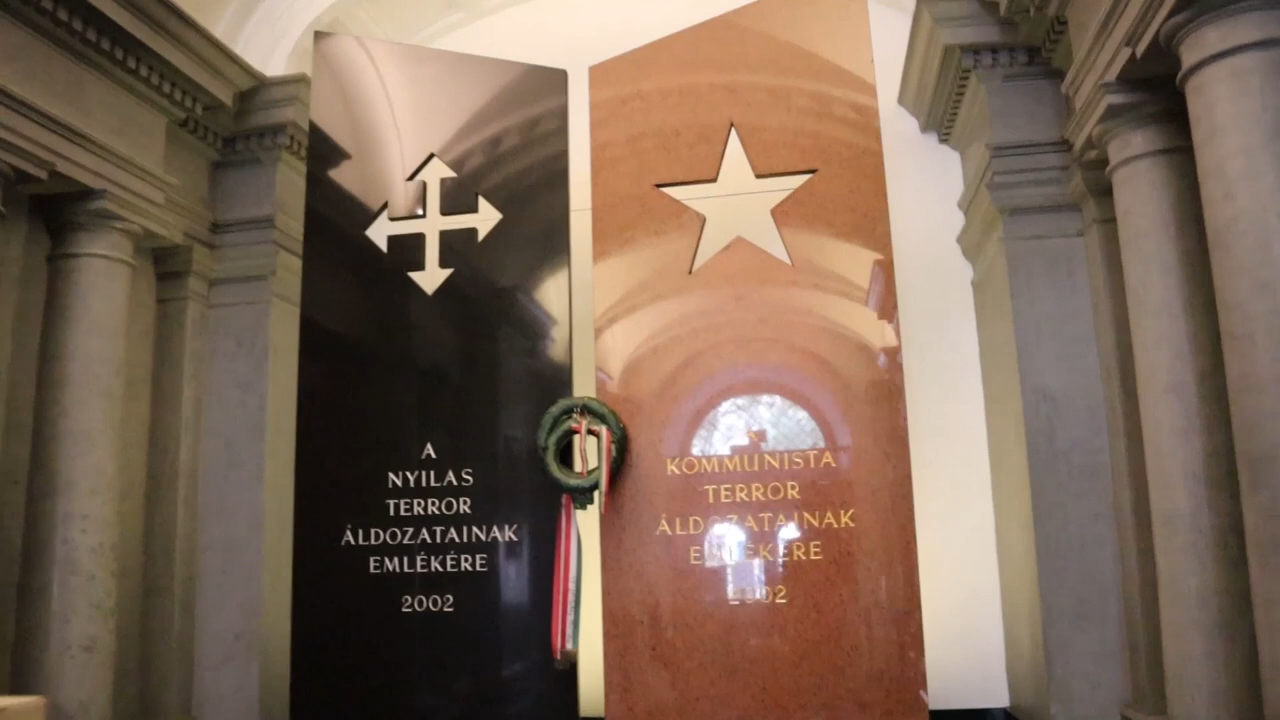 A
NYILAS
TERROR
ÁLDOZATAINAK
EMLÉKÉRE
2002
A
KOMMUNISTA
TERROR
ÁLDOZATAINAK
EMLÉKÉRE
2002